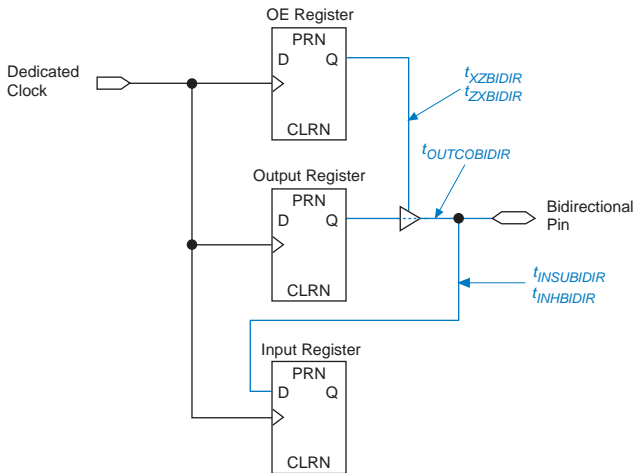 OE Register
PRN
D Q
CLRN
Dedicated
Clock
tXZBIDIR
tZXBIDIR
tOUTCOBIDIR
Output Register
PRN
D Q
CLRN
Bidirectional
Pin
tINSUBIDIR
tINHBIDIR
Input Register
PRN
D Q
CLRN